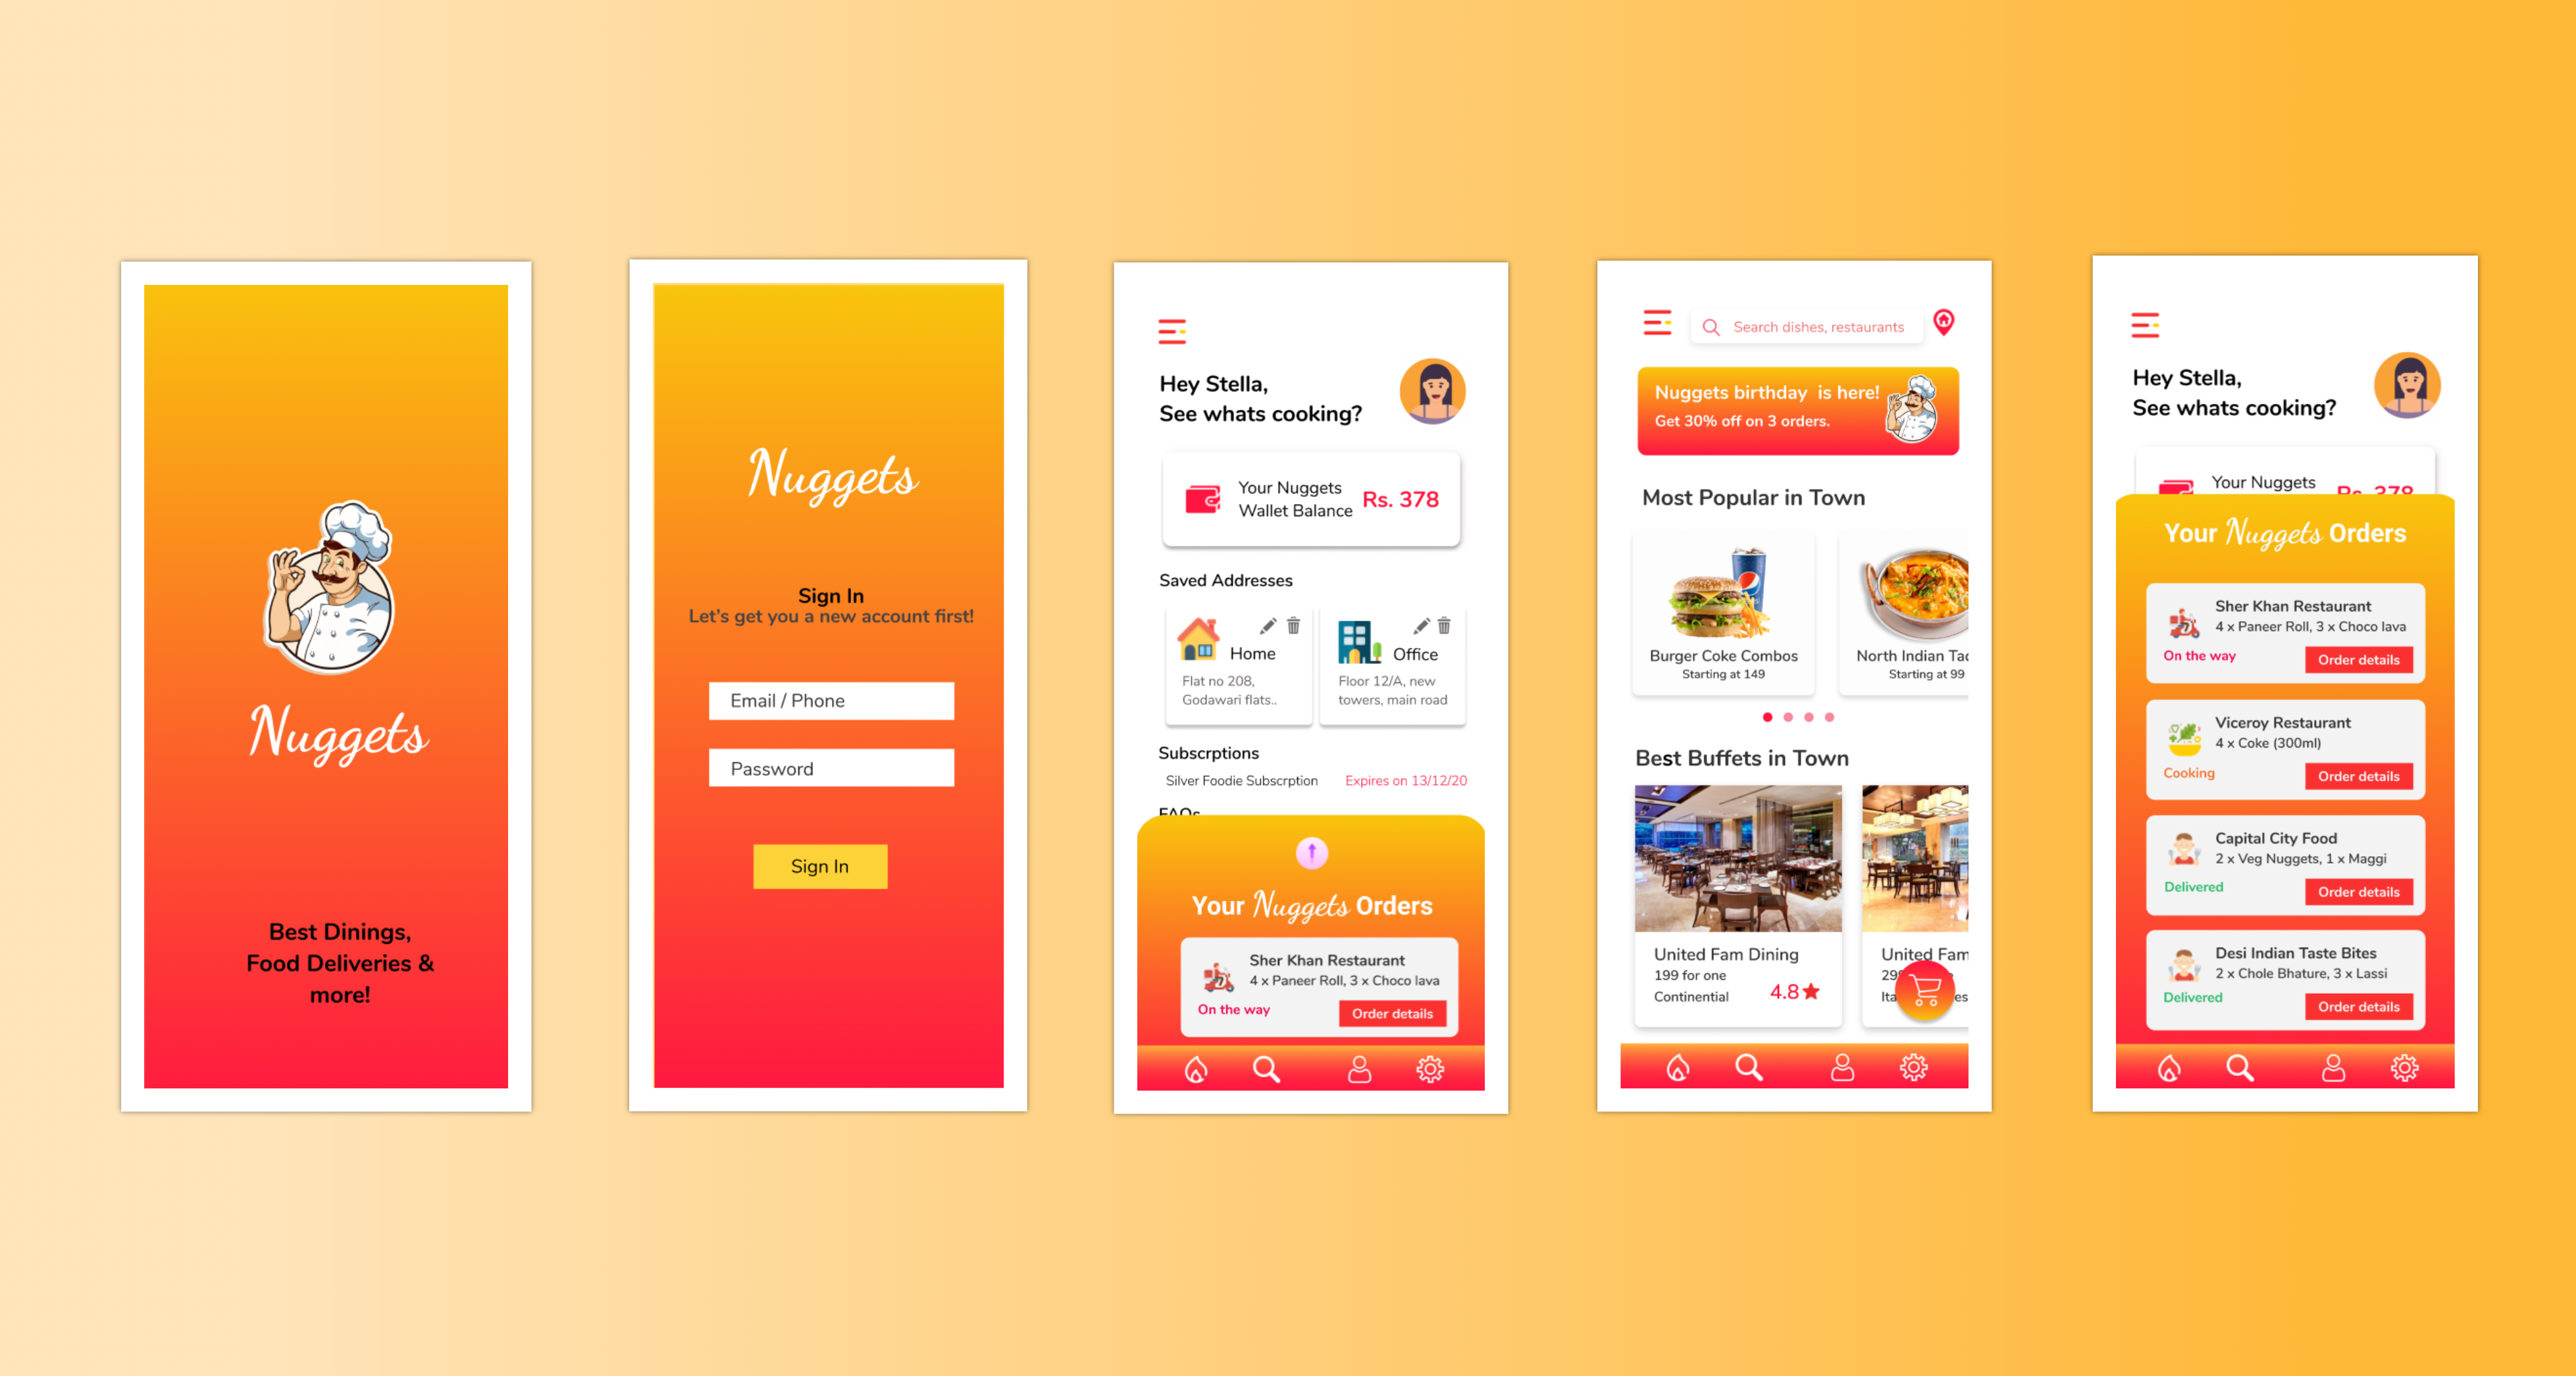 Nuggets
Best Dinings,
Food Deliveries &
more!
Nuggets
Sign In
Let's get you a new account first!
Email / Phone
Password
Sign In
Hey Stella,
See whats cooking?
Your Nuggets
Wallet Balance
Rs. 378
Saved Addresses
Home
Flat no 208,
Godawari flats..
Office
Floor 12/A, new
towers, main road
Subscrptions
Silver Foodie Subscrption
Expires on 13/12/20
FAQs
Your Nuggets Orders
Sher Khan Restaurant
4 x Paneer Roll, 3 x Choco lava
On the way
Order details
Search dishes, restaurants
Nuggets birthday is here!
Get 30% off on 3 orders.
Most Popular in Town
Burger Coke Combos
Starting at 149
North Indian
Starting at 99
Best Buffets in Town
United Fam Dining
199 for one
Continential
4.8
United Fam
Hey Stella,
See whats cooking?
Your Nuggets
Rs. 378
Your Nuggets Orders
Sher Khan Restaurant
4 x Paneer Roll, 3 x Choco lava
On the way
Order details
Viceroy Restaurant
4 x Coke (300ml)
Cooking
Order details
Capital City Food
2 x Veg Nuggets, 1 x Maggi
Delivered
Order details
Desi Indian Taste Bites
2 x Chole Bhature, 3 x Lassi
Delivered
Order details